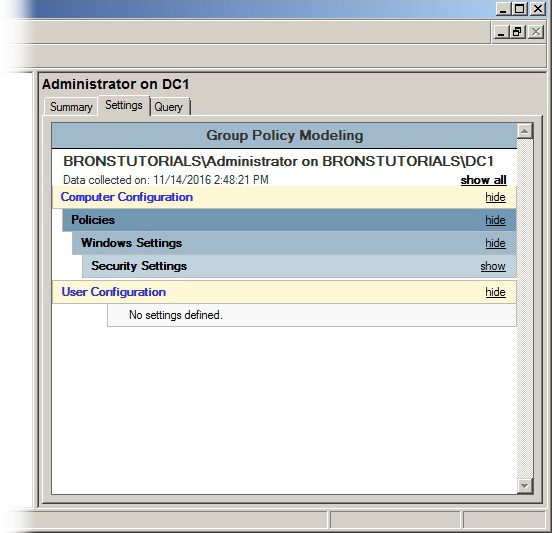 Administrator on DC1
Summary Settings Query
Group Policy Modeling
BRONSTUTORIALS\Administrator on BRONSTUTORIALS\DC1
Data collected on: 11/14/2016 2:48:21 PM show all
Computer Configuration hide
Policies hide
Windows Settings hide
Security Settings show
User Configuration hide
No settings defined.